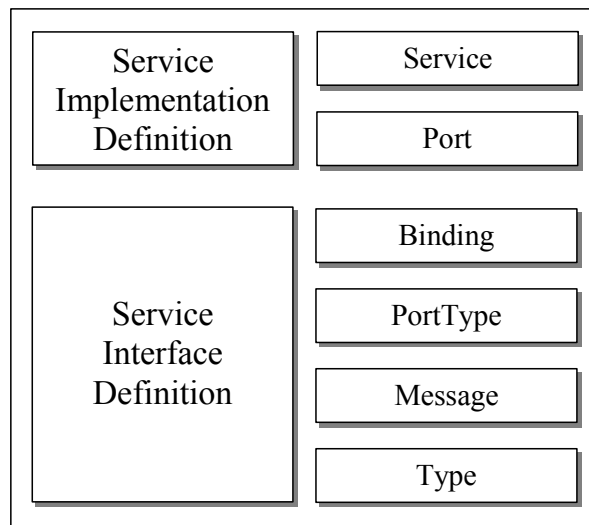 Service
Implementation
Definition
Service
Port
Service
Interface
Definition
Binding
PortType
Message
Type